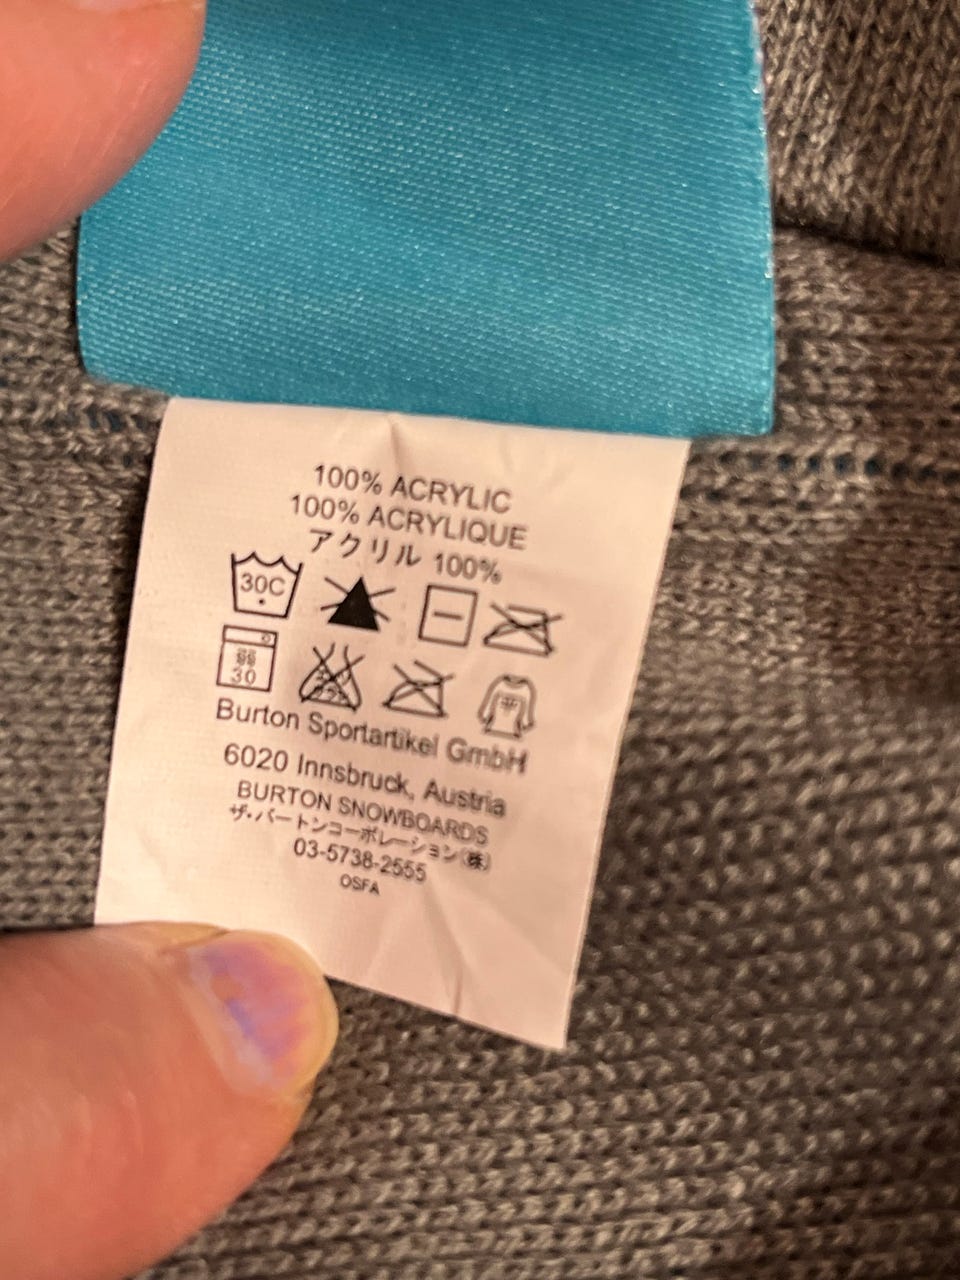 100% ACRYLIC
100% ACRYLIQUE
アクリル 100%
30C
30
Burton Sportartikel GmbH
6020 Innsbruck, Austria
BURTON SNOWBOARDS
ザ・バートンコーポレーション(株)
03-5738-2555
OSFA